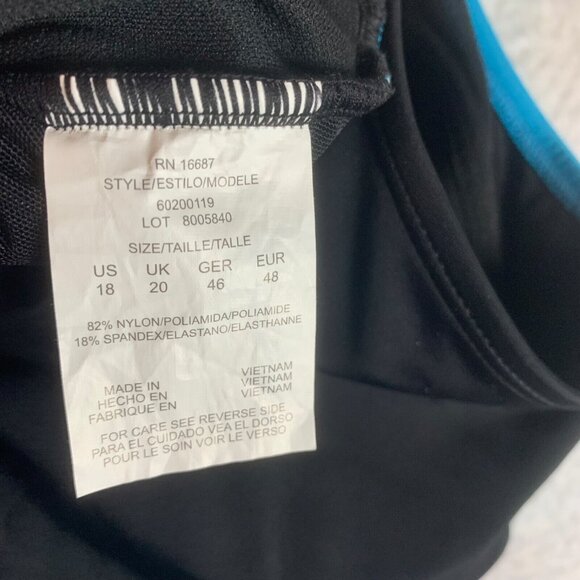 RN 16687
STYLE/ESTILO/MODELE
60200119
LOT 8005840
SIZE/TAILLE/TALLE
US UK GER EUR
18 20 46 48
82% NYLON/POLIAMIDA/POLIAMIDE
18% SPANDEX/ELASTANO/ELASTHANNE
MADE IN VIETNAM
HECHO EN VIETNAM
FABRIQUE EN VIETNAM
FOR CARE SEE REVERSE SIDE
PARA EL CUIDADO VEA EL DORSO
POUR LE SOIN VOIR LE VERSO